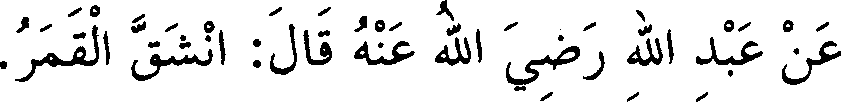 عَنْ عَبْدِ اللهِ رَضِيَ اللهُ عَنْهُ قَالَ: انْشَقَّ الْقَمَرُ.